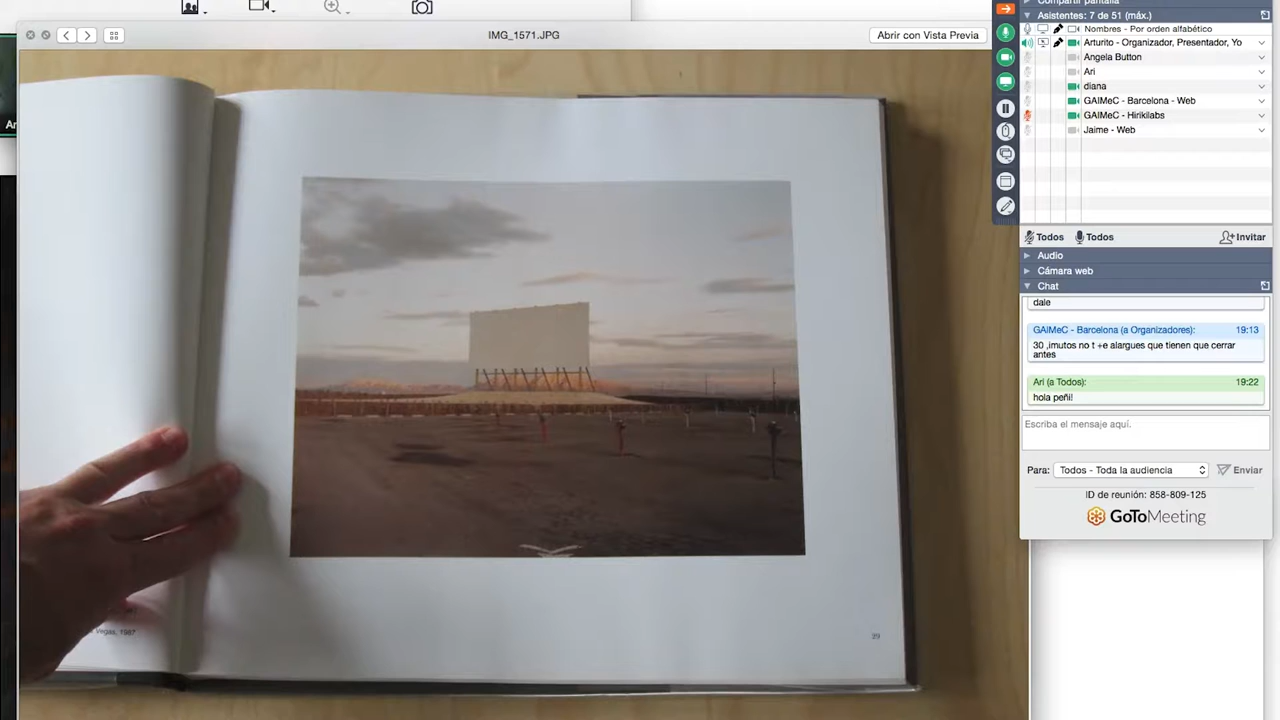 IMG_1571.JPG
Abrir con Vista Previa
Vegas, 1987
39
Compartir pantalla
Asistentes: 7 de 51 (máx.)
Nombres - Por orden alfabético
Arturito - Organizador, Presentador, Yo
Angela Button
Ari
diana
GAIMeC - Barcelona - Web
GAIMeC - Hirikilabs
Jaime - Web
Todos
Todos
Invitar
Audio
Cámara web
Chat
dale
GAIMeC - Barcelona (a Organizadores): 19:13
30 ,imutos no t +e alargues que tienen que cerrar
antes
Ari (a Todos): 19:22
hola peñi!
Escriba el mensaje aquí.
Para: Todos - Toda la audiencia Enviar
ID de reunión: 858-809-125
GoToMeeting